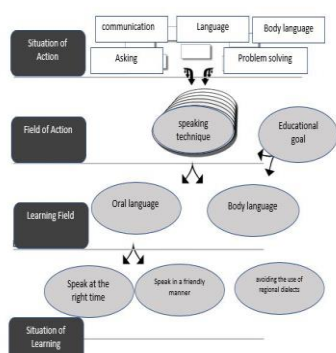 communication
Language
Body language
Situation of
Action
Asking
Problem solving
Field of Action
speaking
technique
Educational
goal
Learning Field
Oral language
Body language
Speak at the
right time
Speak in a friendly
manner
avoiding the use of
regional dialects
Situation of
Learning